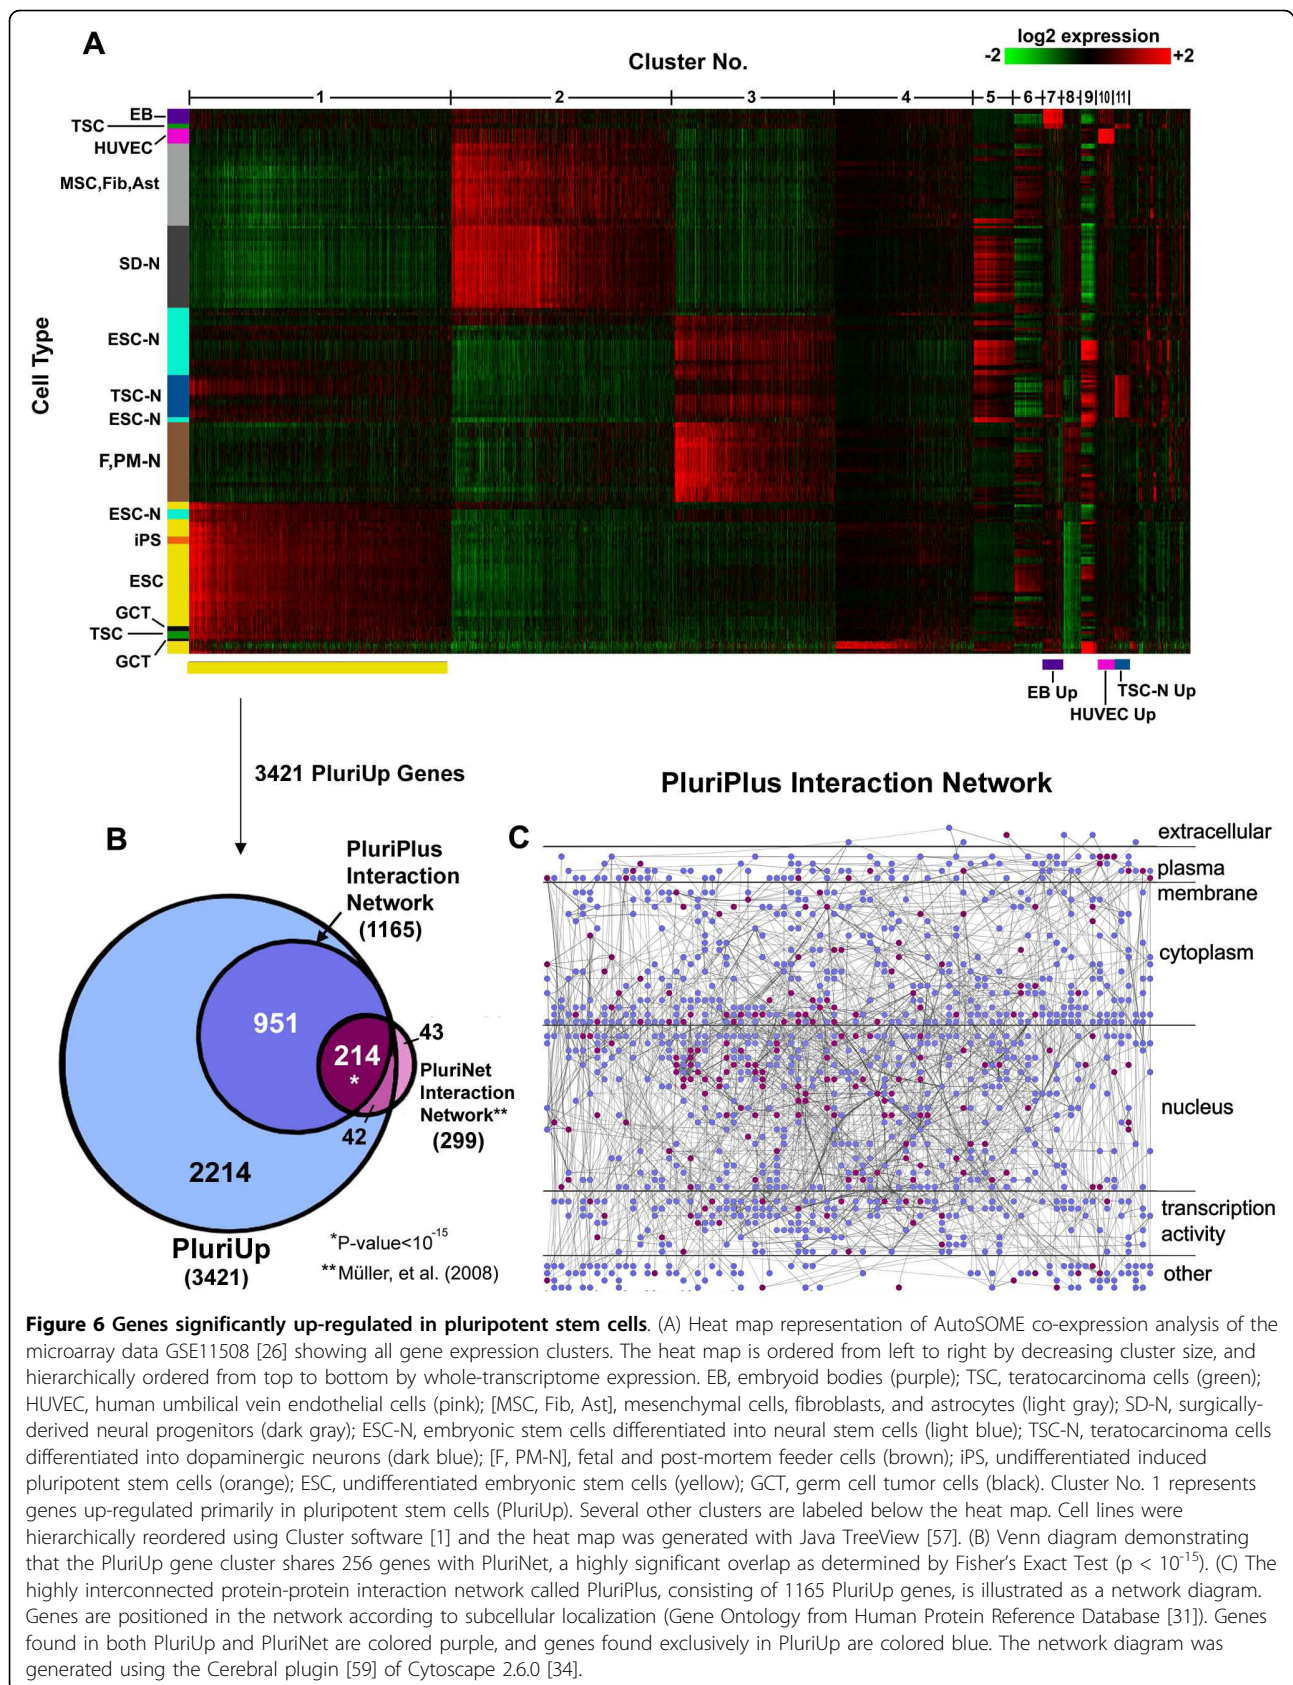 A
log2 expression
-2
+2
Cluster No.
1
2
3
4
5
6
7
8
9
10
11
EB
TSC
HUVEC
MSC,Fib,Ast
SD-N
ESC-N
TSC-N
ESC-N
F,PM-N
ESC-N
iPS
ESC
GCT
TSC
GCT
Cell Type
EB Up
TSC-N Up
HUVEC Up
3421 PluriUp Genes
B
PluriPlus
Interaction
Network
(1165)
951
214
*
43
PluriNet
Interaction
Network**
(299)
42
2214
PluriUp
(3421)
*P-value<10-15
**Müller, et al. (2008)
PluriPlus Interaction Network
C
extracellular
plasma
membrane
cytoplasm
nucleus
transcription
activity
other
Figure 6 Genes significantly up-regulated in pluripotent stem cells. (A) Heat map representation of AutoSOME co-expression analysis of the
microarray data GSE11508 [26] showing all gene expression clusters. The heat map is ordered from left to right by decreasing cluster size, and
hierarchically ordered from top to bottom by whole-transcriptome expression. EB, embryoid bodies (purple); TSC, teratocarcinoma cells (green);
HUVEC, human umbilical vein endothelial cells (pink); [MSC, Fib, Ast], mesenchymal cells, fibroblasts, and astrocytes (light gray); SD-N, surgically-
derived neural progenitors (dark gray); ESC-N, embryonic stem cells differentiated into neural stem cells (light blue); TSC-N, teratocarcinoma cells
differentiated into dopaminergic neurons (dark blue); [F, PM-N], fetal and post-mortem feeder cells (brown); iPS, undifferentiated induced
pluripotent stem cells (orange); ESC, undifferentiated embryonic stem cells (yellow); GCT, germ cell tumor cells (black). Cluster No. 1 represents
genes up-regulated primarily in pluripotent stem cells (PluriUp). Several other clusters are labeled below the heat map. Cell lines were
hierarchically reordered using Cluster software [1] and the heat map was generated with Java TreeView [57]. (B) Venn diagram demonstrating
that the PluriUp gene cluster shares 256 genes with PluriNet, a highly significant overlap as determined by Fisher's Exact Test (p < 10-15). (C) The
highly interconnected protein-protein interaction network called PluriPlus, consisting of 1165 PluriUp genes, is illustrated as a network diagram.
Genes are positioned in the network according to subcellular localization (Gene Ontology from Human Protein Reference Database [31]). Genes
found in both PluriUp and PluriNet are colored purple, and genes found exclusively in PluriUp are colored blue. The network diagram was
generated using the Cerebral plugin [59] of Cytoscape 2.6.0 [34].